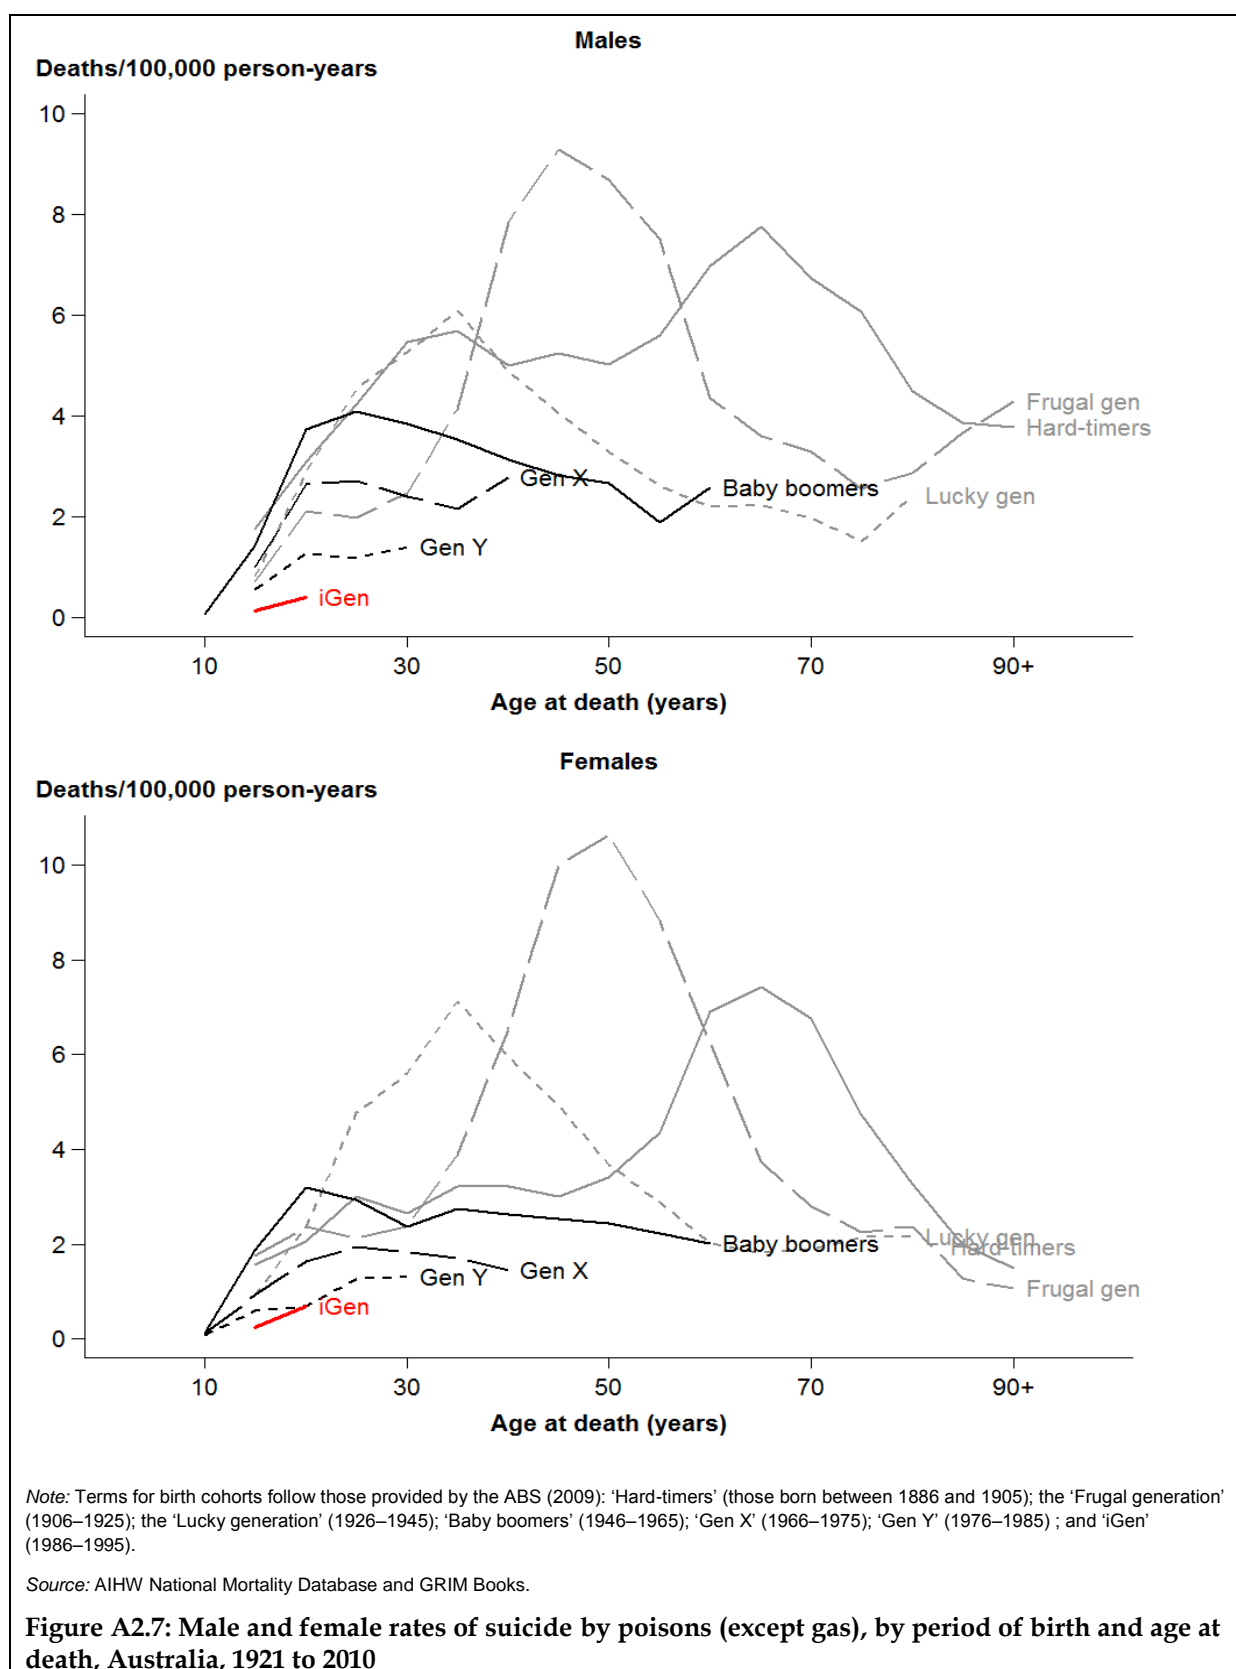 Males
Deaths/100,000 person-years
10
8
6
4
2
0
Frugal gen
Hard-timers
Gen X
Baby boomers
Lucky gen
Gen Y
iGen
10 30 50 70 90+
Age at death (years)
Females
Deaths/100,000 person-years
10
8
6
4
2
0
Lucky gen
Baby boomers
Hard-timers
Gen X
Gen Y
Frugal gen
iGen
10 30 50 70 90+
Age at death (years)
Note: Terms for birth cohorts follow those provided by the ABS (2009): ‘Hard-timers’ (those born between 1886 and 1905); the ‘Frugal generation’
(1906–1925); the ‘Lucky generation’ (1926–1945); ‘Baby boomers’ (1946–1965); ‘Gen X’ (1966–1975); ‘Gen Y’ (1976–1985) ; and ‘iGen’
(1986–1995).
Source: AIHW National Mortality Database and GRIM Books.
Figure A2.7: Male and female rates of suicide by poisons (except gas), by period of birth and age at
death, Australia, 1921 to 2010